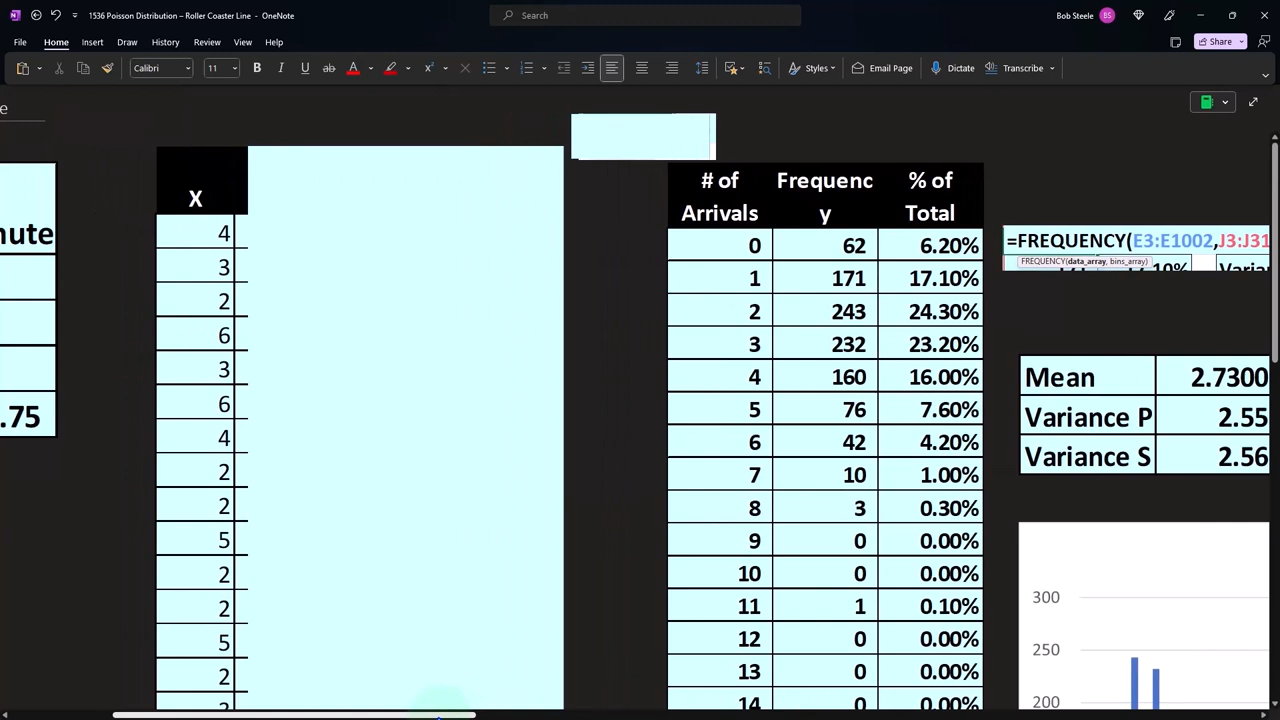 1536 Poisson Distribution – Roller Coaster Line - OneNote
Search
Bob Steele
BS
File Home Insert Draw History Review View Help
Share
Calibri 11 B I U ab A x Styles Email Page Dictate Transcribe
e
X
4
3
2
6
3
6
4
2
2
5
2
2
5
2
nute
.75
# of Arrivals Frequency % of Total
0 62 6.20%
1 171 17.10%
2 243 24.30%
3 232 23.20%
4 160 16.00%
5 76 7.60%
6 42 4.20%
7 10 1.00%
8 3 0.30%
9 0 0.00%
10 0 0.00%
11 1 0.10%
12 0 0.00%
13 0 0.00%
14 0 0.00%
=FREQUENCY(E3:E1002,J3:J31
FREQUENCY(data_array, bins_array)
Mean 2.7300
Variance P 2.55
Variance S 2.56
300
250
200